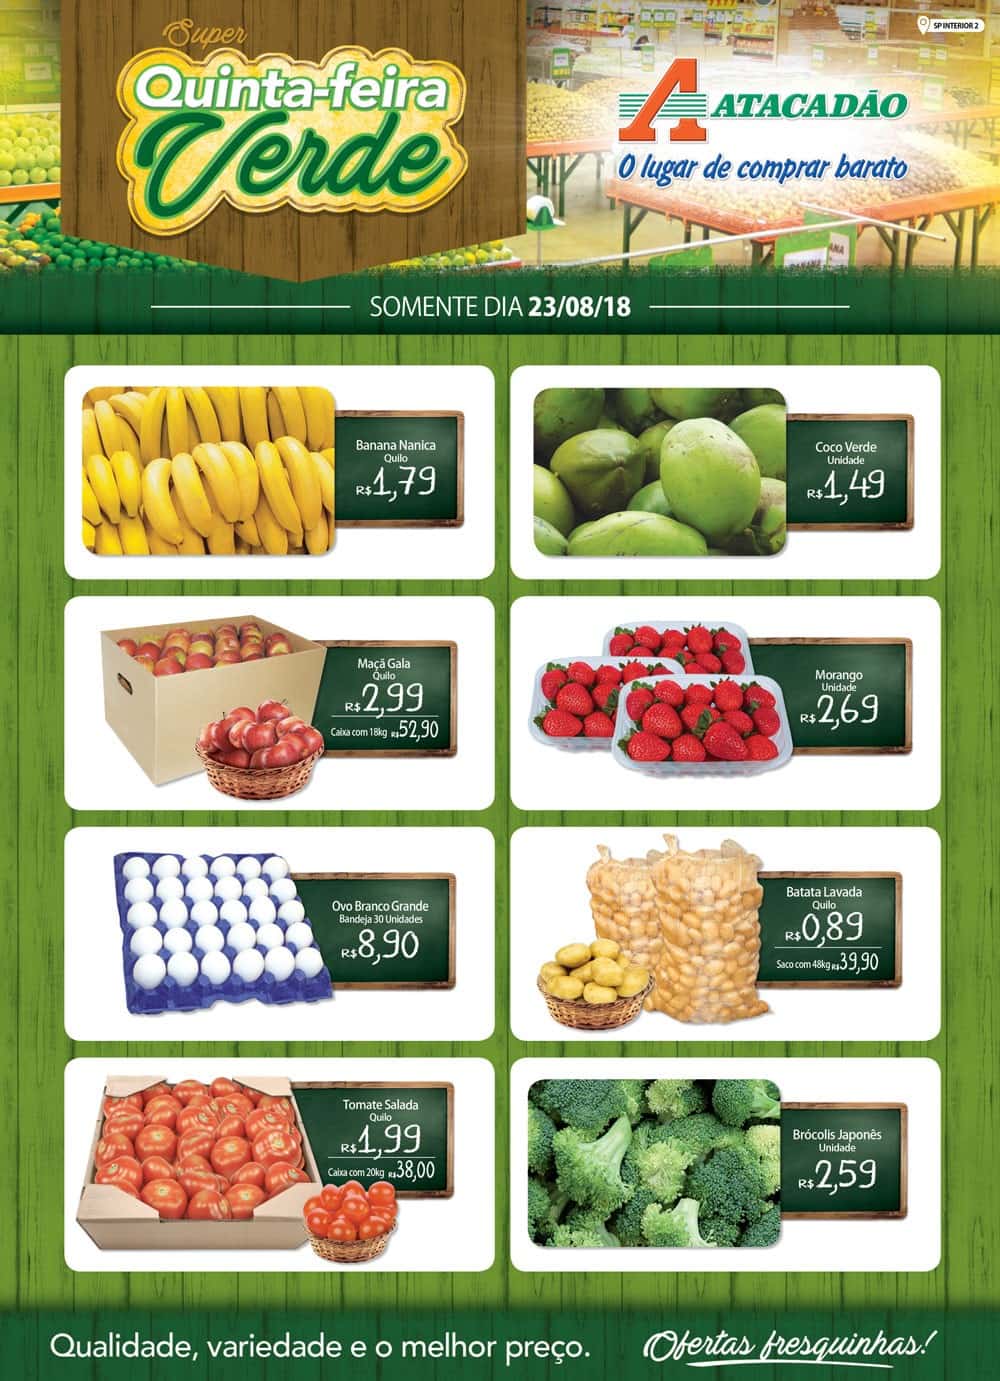 SP INTERIOR 2
Super
Quinta-feira
Verde
ATACADÃO
O lugar de comprar barato
SOMENTE DIA 23/08/18
Banana Nanica
Quilo
R$1,79
Coco Verde
Unidade
R$1,49
Maçã Gala
Quilo
R$2,99
Caixa com 18kg R$52,90
Morango
Unidade
R$2,69
Ovo Branco Grande
Bandeja 30 Unidades
R$8,90
Batata Lavada
Quilo
R$0,89
Saco com 48kg R$39,90
Tomate Salada
Quilo
R$1,99
Caixa com 20kg R$38,00
Brócolis Japonês
Unidade
R$2,59
Qualidade, variedade e o melhor preço.
Ofertas fresquinhas!